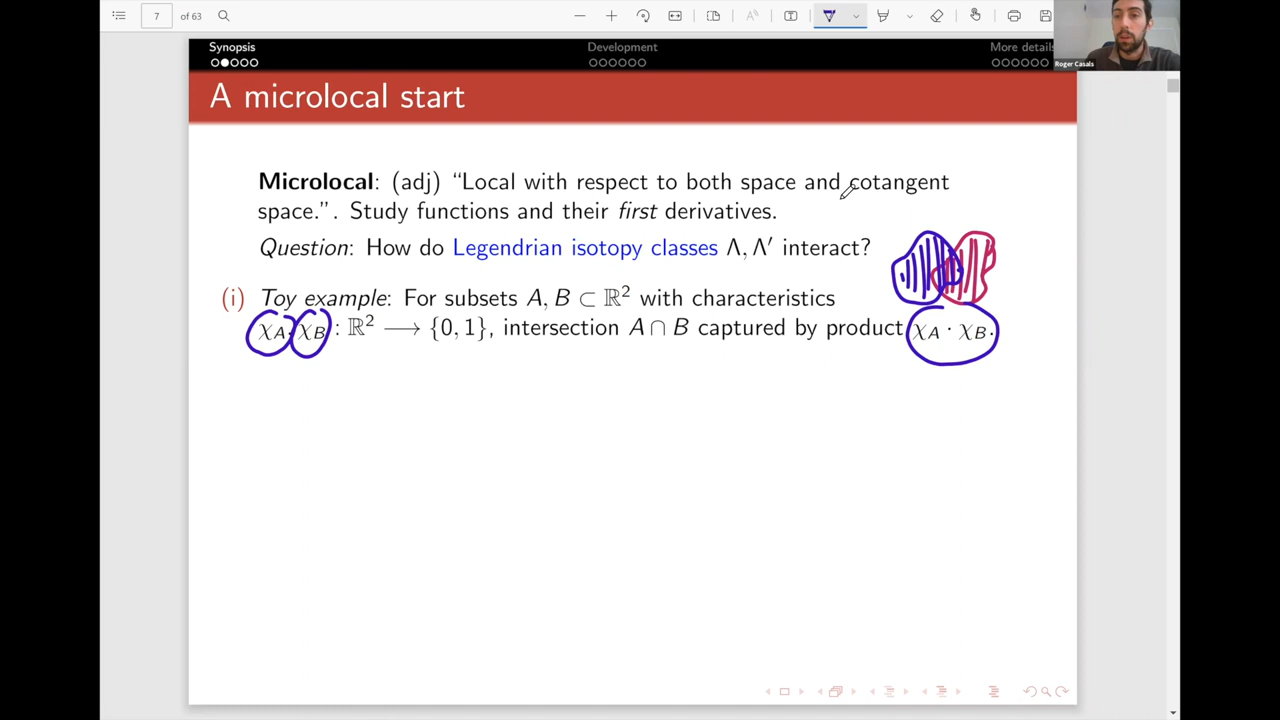 7 of 63
Synopsis Development More details
A microlocal start
Microlocal: (adj) “Local with respect to both space and cotangent
space.”. Study functions and their first derivatives.
Question: How do Legendrian isotopy classes Λ, Λ′ interact?
(i) Toy example: For subsets A, B ⊂ ℝ² with characteristics
χ_A, χ_B : ℝ² ⟶ {0, 1}, intersection A ∩ B captured by product χ_A · χ_B.
Roger Casals